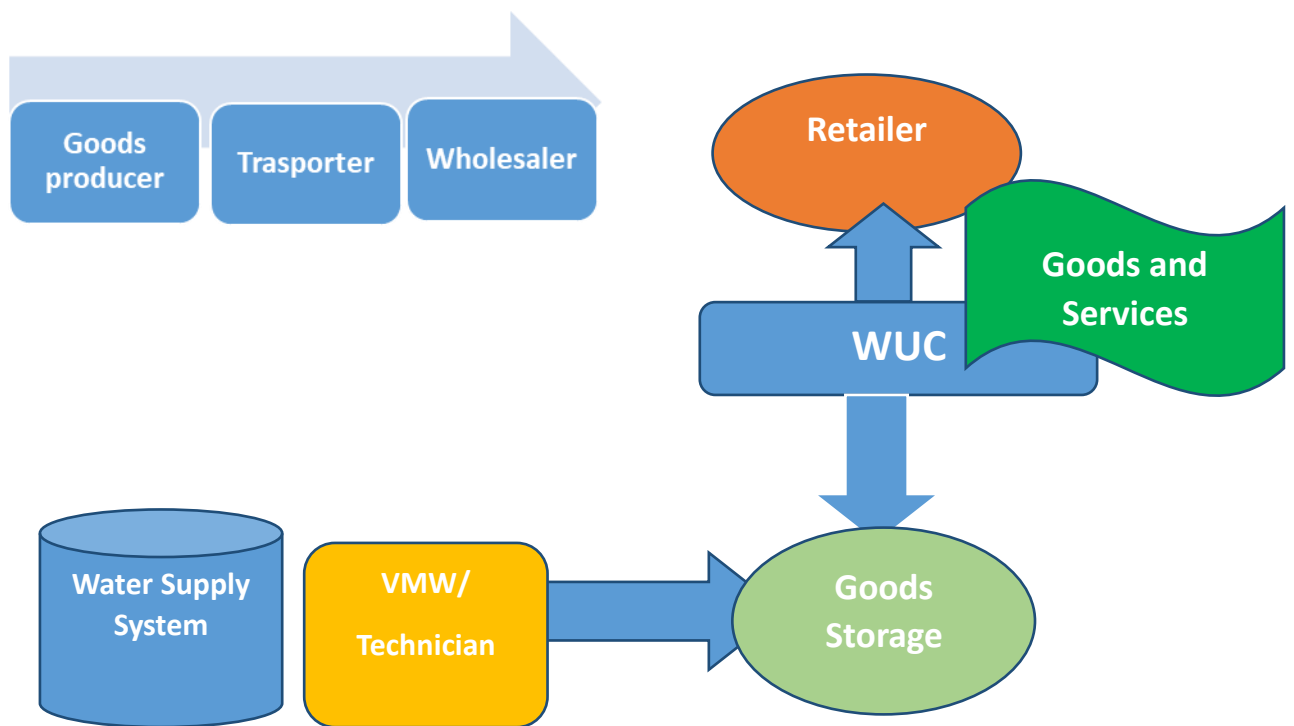 Goods
producer
Trasporter
Wholesaler
Retailer
Goods and
Services
WUC
Water Supply
System
VMW/
Technician
Goods
Storage